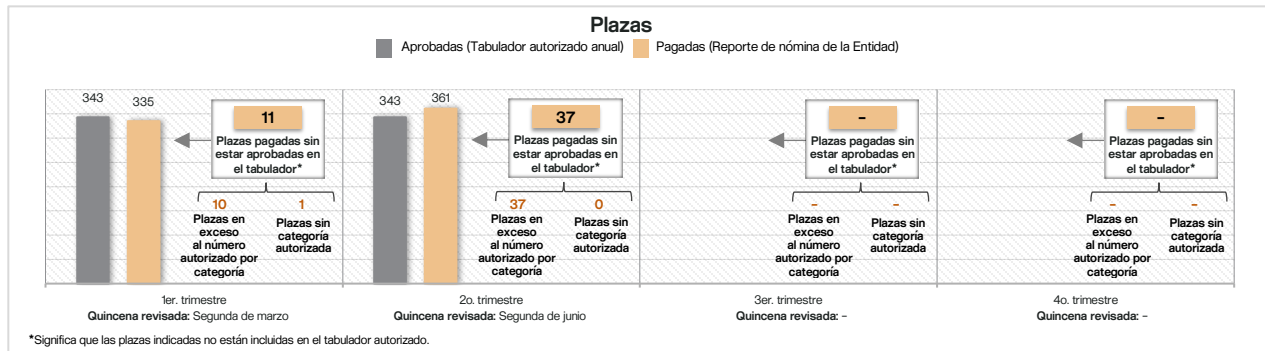 Plazas
Aprobadas (Tabulador autorizado anual) Pagadas (Reporte de nómina de la Entidad)
343
335
11
Plazas pagadas sin
estar aprobadas en
el tabulador*
10
Plazas en
exceso
al número
autorizado por
categoría
1
Plazas sin
categoría
autorizada
1er. trimestre
Quincena revisada: Segunda de marzo
343
361
37
Plazas pagadas sin
estar aprobadas en
el tabulador*
37
Plazas en
exceso
al número
autorizado por
categoría
0
Plazas sin
categoría
autorizada
2o. trimestre
Quincena revisada: Segunda de junio
-
Plazas pagadas sin
estar aprobadas en
el tabulador*
-
Plazas en
exceso
al número
autorizado por
categoría
-
Plazas sin
categoría
autorizada
3er. trimestre
Quincena revisada: -
-
Plazas pagadas sin
estar aprobadas en
el tabulador*
-
Plazas en
exceso
al número
autorizado por
categoría
-
Plazas sin
categoría
autorizada
4o. trimestre
Quincena revisada: -
*Significa que las plazas indicadas no están incluidas en el tabulador autorizado.